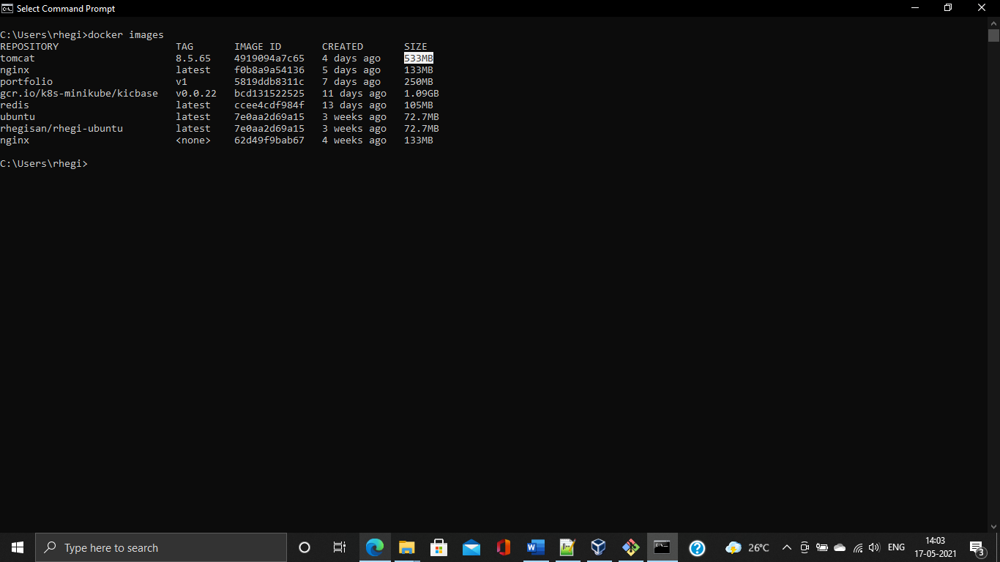 Select Command Prompt
C:\Users\rhegi>docker images
REPOSITORY TAG IMAGE ID CREATED SIZE
tomcat 8.5.65 4919094a7c65 4 days ago 533MB
nginx latest f0b8a9a54136 5 days ago 133MB
portfolio v1 5819ddb8311c 7 days ago 250MB
gcr.io/k8s-minikube/kicbase v0.0.22 bcd131522525 11 days ago 1.09GB
redis latest ccee4cdf984f 13 days ago 105MB
ubuntu latest 7e0aa2d69a15 3 weeks ago 72.7MB
rhegisan/rhegi-ubuntu latest 7e0aa2d69a15 3 weeks ago 72.7MB
nginx <none> 62d49f9bab67 4 weeks ago 133MB
C:\Users\rhegi>
Type here to search
26°C
ENG
14:03
17-05-2021
3